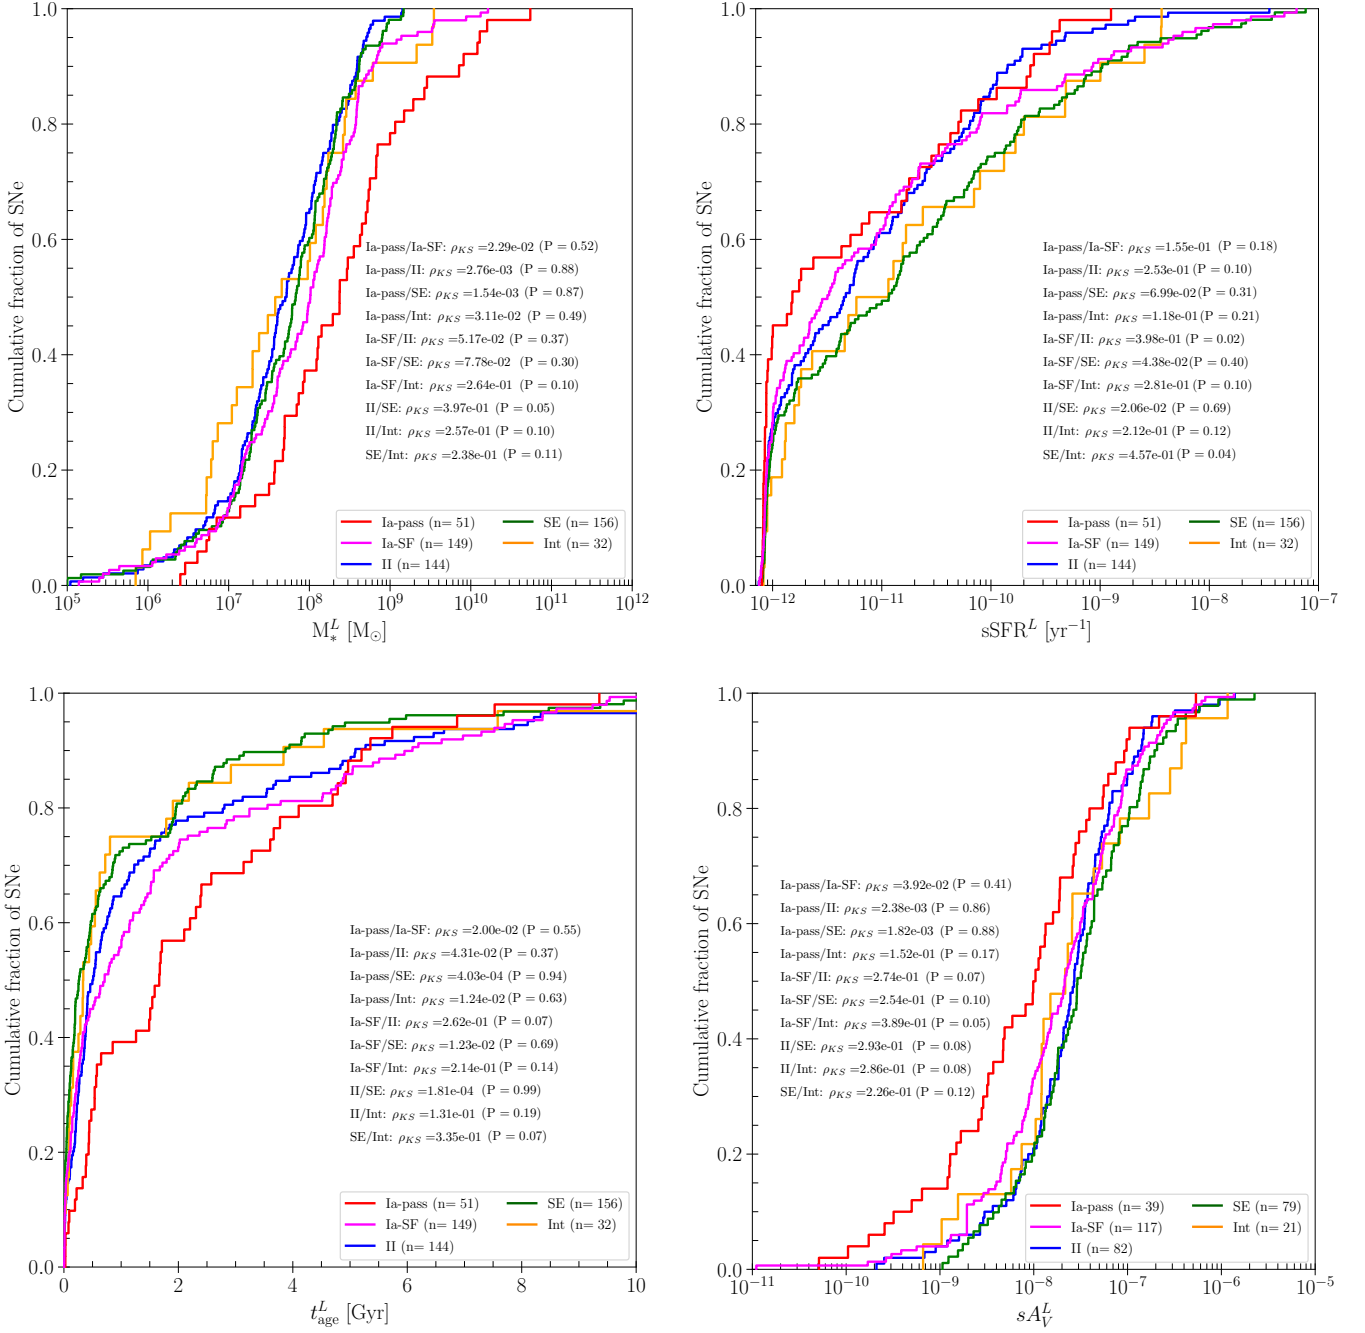 1.0
0.8
0.6
0.4
0.2
0.0
Cumulative fraction of SNe
Ia-pass/Ia-SF: ρKS =2.29e-02 (P = 0.52)
Ia-pass/II: ρKS =2.76e-03 (P = 0.88)
Ia-pass/SE: ρKS =1.54e-03 (P = 0.87)
Ia-pass/Int: ρKS =3.11e-02 (P = 0.49)
Ia-SF/II: ρKS =5.17e-02 (P = 0.37)
Ia-SF/SE: ρKS =7.78e-02 (P = 0.30)
Ia-SF/Int: ρKS =2.64e-01 (P = 0.10)
II/SE: ρKS =3.97e-01 (P = 0.05)
II/Int: ρKS =2.57e-01 (P = 0.10)
SE/Int: ρKS =2.38e-01 (P = 0.11)
Ia-pass (n= 51) SE (n= 156)
Ia-SF (n= 149) Int (n= 32)
II (n= 144)
10^5 10^6 10^7 10^8 10^9 10^10 10^11 10^12
M_*^L [M_⊙]
1.0
0.8
0.6
0.4
0.2
0.0
Cumulative fraction of SNe
Ia-pass/Ia-SF: ρKS =1.55e-01 (P = 0.18)
Ia-pass/II: ρKS =2.53e-01 (P = 0.10)
Ia-pass/SE: ρKS =6.99e-02 (P = 0.31)
Ia-pass/Int: ρKS =1.18e-01 (P = 0.21)
Ia-SF/II: ρKS =3.98e-01 (P = 0.02)
Ia-SF/SE: ρKS =4.38e-02 (P = 0.40)
Ia-SF/Int: ρKS =2.81e-01 (P = 0.10)
II/SE: ρKS =2.06e-02 (P = 0.69)
II/Int: ρKS =2.12e-01 (P = 0.12)
SE/Int: ρKS =4.57e-01 (P = 0.04)
Ia-pass (n= 51) SE (n= 156)
Ia-SF (n= 149) Int (n= 32)
II (n= 144)
10^−12 10^−11 10^−10 10^−9 10^−8 10^−7
sSFR^L [yr^−1]
1.0
0.8
0.6
0.4
0.2
0.0
Cumulative fraction of SNe
Ia-pass/Ia-SF: ρKS =2.00e-02 (P = 0.55)
Ia-pass/II: ρKS =4.31e-02 (P = 0.37)
Ia-pass/SE: ρKS =4.03e-04 (P = 0.94)
Ia-pass/Int: ρKS =1.24e-02 (P = 0.63)
Ia-SF/II: ρKS =2.62e-01 (P = 0.07)
Ia-SF/SE: ρKS =1.23e-02 (P = 0.69)
Ia-SF/Int: ρKS =2.14e-01 (P = 0.14)
II/SE: ρKS =1.81e-04 (P = 0.99)
II/Int: ρKS =1.31e-01 (P = 0.19)
SE/Int: ρKS =3.35e-01 (P = 0.07)
Ia-pass (n= 51) SE (n= 156)
Ia-SF (n= 149) Int (n= 32)
II (n= 144)
0 2 4 6 8 10
t_age^L [Gyr]
1.0
0.8
0.6
0.4
0.2
0.0
Cumulative fraction of SNe
Ia-pass/Ia-SF: ρKS =3.92e-02 (P = 0.41)
Ia-pass/II: ρKS =2.38e-03 (P = 0.86)
Ia-pass/SE: ρKS =1.82e-03 (P = 0.88)
Ia-pass/Int: ρKS =1.52e-01 (P = 0.17)
Ia-SF/II: ρKS =2.74e-01 (P = 0.07)
Ia-SF/SE: ρKS =2.54e-01 (P = 0.10)
Ia-SF/Int: ρKS =3.89e-01 (P = 0.05)
II/SE: ρKS =2.93e-01 (P = 0.08)
II/Int: ρKS =2.86e-01 (P = 0.08)
SE/Int: ρKS =2.26e-01 (P = 0.12)
Ia-pass (n= 39) SE (n= 79)
Ia-SF (n= 117) Int (n= 21)
II (n= 82)
10^−11 10^−10 10^−9 10^−8 10^−7 10^−6 10^−5
sA_V^L